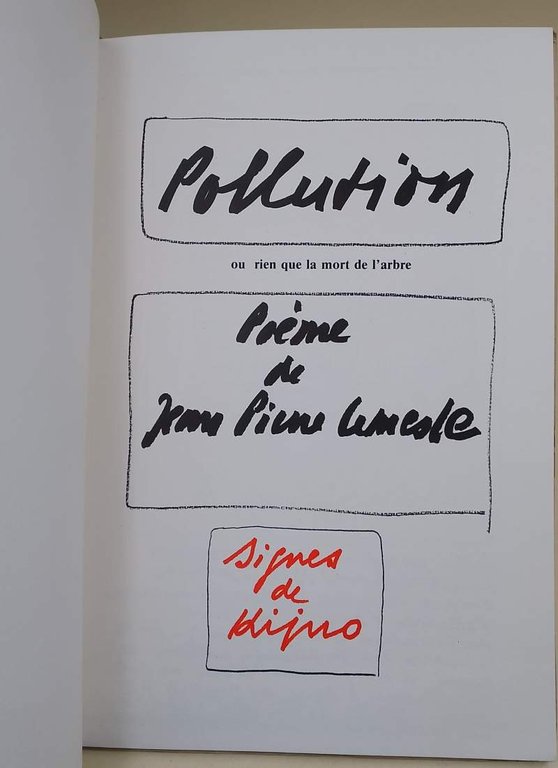 Pollution
ou rien que la mort de l'arbre
Poème
de
Jean Pierre Lemesle
Signes
de
Kijno